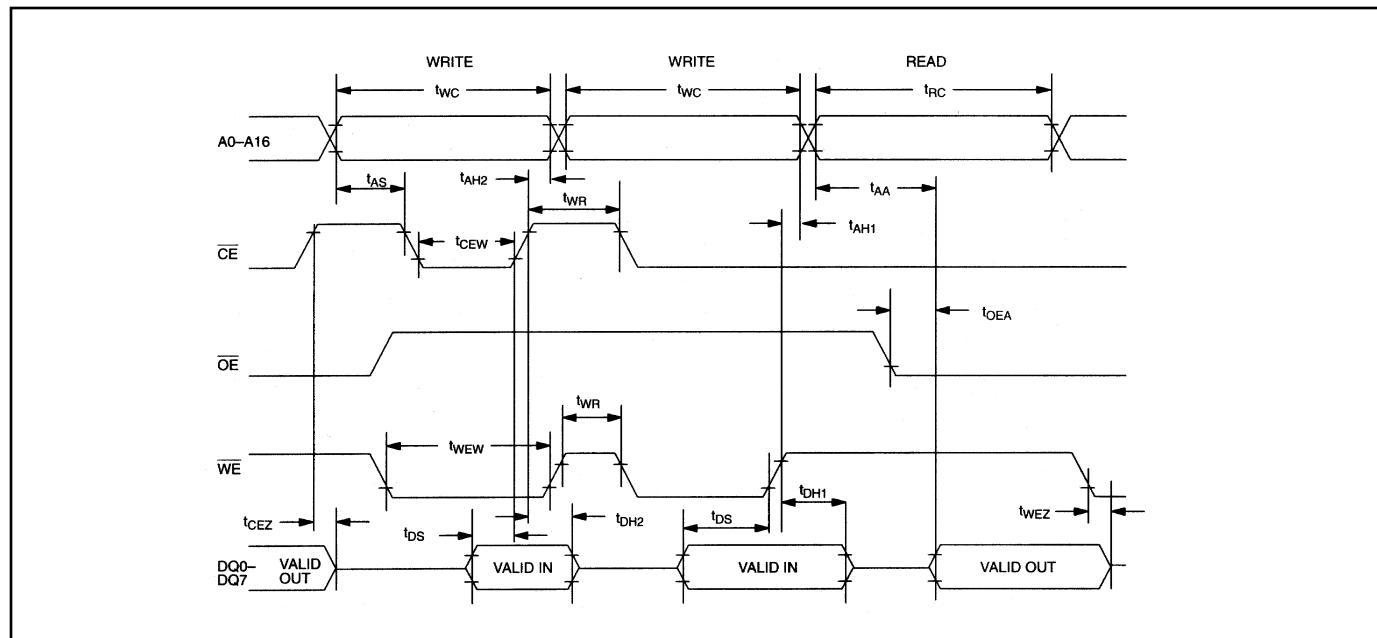 WRITE WRITE READ
tWC tWC tRC
A0–A16
tAS tAH2 tWR tAA
tAH1
CE tCEW
tOEA
OE
tWR
tWEW
WE
tDH1
tCEZ tDS tDH2 tDS tWEZ
DQ0– VALID VALID IN VALID IN VALID OUT
DQ7 OUT